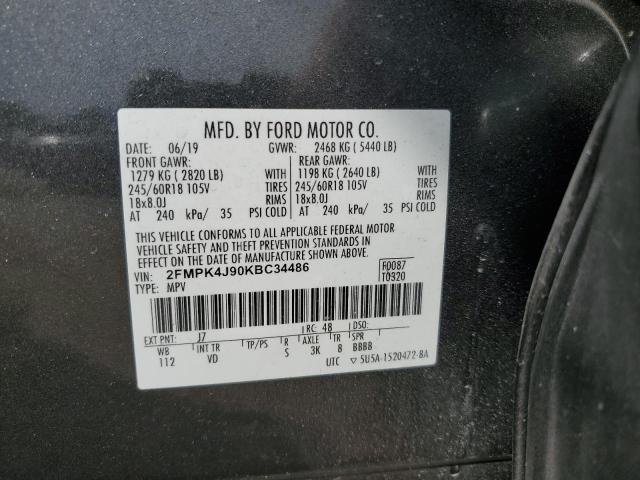 MFD. BY FORD MOTOR CO.
DATE: 06/19 GVWR: 2468 KG ( 5440 LB)
FRONT GAWR: REAR GAWR:
1279 KG ( 2820 LB) WITH 1198 KG ( 2640 LB) WITH
245/60R18 105V TIRES 245/60R18 105V TIRES
18x8.0J RIMS 18x8.0J RIMS
AT 240 kPa/ 35 PSI COLD AT 240 kPa/ 35 PSI COLD
THIS VEHICLE CONFORMS TO ALL APPLICABLE FEDERAL MOTOR
VEHICLE SAFETY AND THEFT PREVENTION STANDARDS IN
EFFECT ON THE DATE OF MANUFACTURE SHOWN ABOVE.
VIN: 2FMPK4J90KBC34486 F0087
TYPE: MPV T0320
EXT PNT: J7 RC: 48 DSO:
WB INT TR TP/PS R AXLE TR SPR
112 VD S 3K 8 BBBB
UTC ▽ 5U5A-1520472-BA